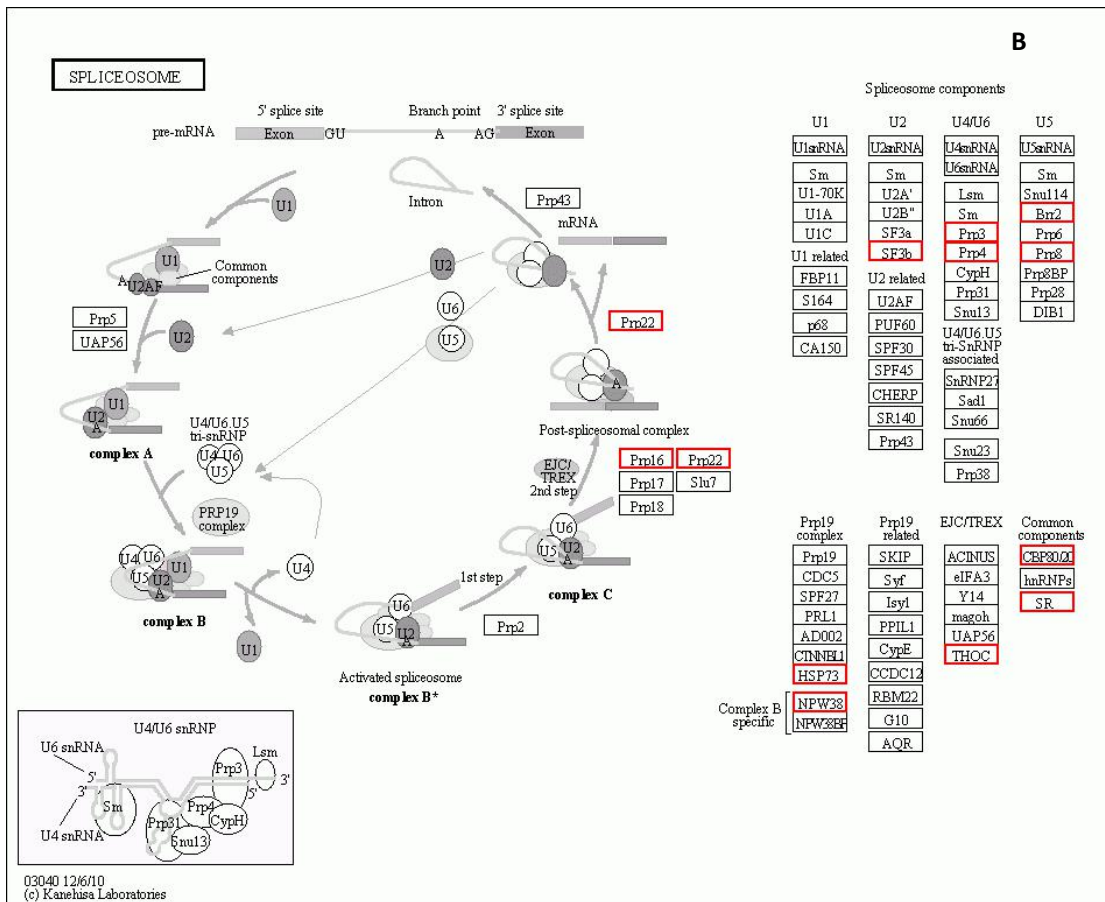 B
SPLICEOSOME
5' splice site
Branch point
3' splice site
pre-mRNA
Exon
GU
A
AG
Exon
Intron
Prp43
mRNA
U1
U1
A
U2AF
Common
components
Prp5
UAP56
U2
U2
U6
U5
Prp22
U1
U2
A
complex A
U4/U6.U5
tri-snRNP
U4
U6
U5
A
Post-spliceosomal complex
PRP19
complex
EJC/
TREX
2nd step
Prp16
Prp22
Prp17
Slu7
Prp18
U4
U6
U5
U2
U1
A
complex B
U4
U1
U6
U5
U2
A
complex C
1st step
Prp2
U6
U5
U2
A
Activated spliceosome
complex B*
Spliceosome components
U1
U1snRNA
Sm
U1-70K
U1A
U1C
U1 related
FBP11
S164
p68
CA150
U2
U2snRNA
Sm
U2A'
U2B"
SF3a
SF3b
U2 related
U2AF
PUF60
SPF30
SPF45
CHERP
SR140
Prp43
U4/U6
U4snRNA
U6snRNA
Lsm
Sm
Prp3
Prp4
CypH
Prp31
Snu13
U4/U6.U5
tri-SnRNP
associated
SnRNP27
Sad1
Snu66
Snu23
Prp38
U5
U5snRNA
Sm
Snu114
Brr2
Prp6
Prp8
Prp8BP
Prp28
DIB1
Prp19
complex
Prp19
CDC5
SPF27
PRL1
AD002
CTNNBL1
HSP73
Complex B
specific
NPW38
NPW38BP
Prp19
related
SKIP
Syf
Isy1
PPIL1
CypE
CCDC12
RBM22
G10
AQR
EJC/TREX
ACINUS
eIFA3
Y14
magoh
UAP56
THOC
Common
components
CBP80/20
hnRNPs
SR
U4/U6 snRNP
U6 snRNA
5'
3'
U4 snRNA
Sm
Prp31
Snu13
Prp4
CypH
Prp3
Lsm
5'
3'
03040 12/6/10
(c) Kanehisa Laboratories